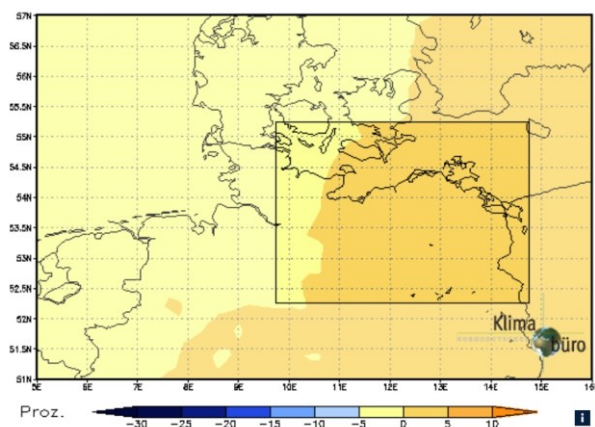 57N
56.5N
56N
55.5N
55N
54.5N
54N
53.5N
53N
52.5N
52N
51.5N
51N
Klima
büro
5E 6E 7E 8E 9E 10E 11E 12E 13E 14E 15E 16
Proz. -30 -25 -20 -15 -10 -5 0 5 10
i